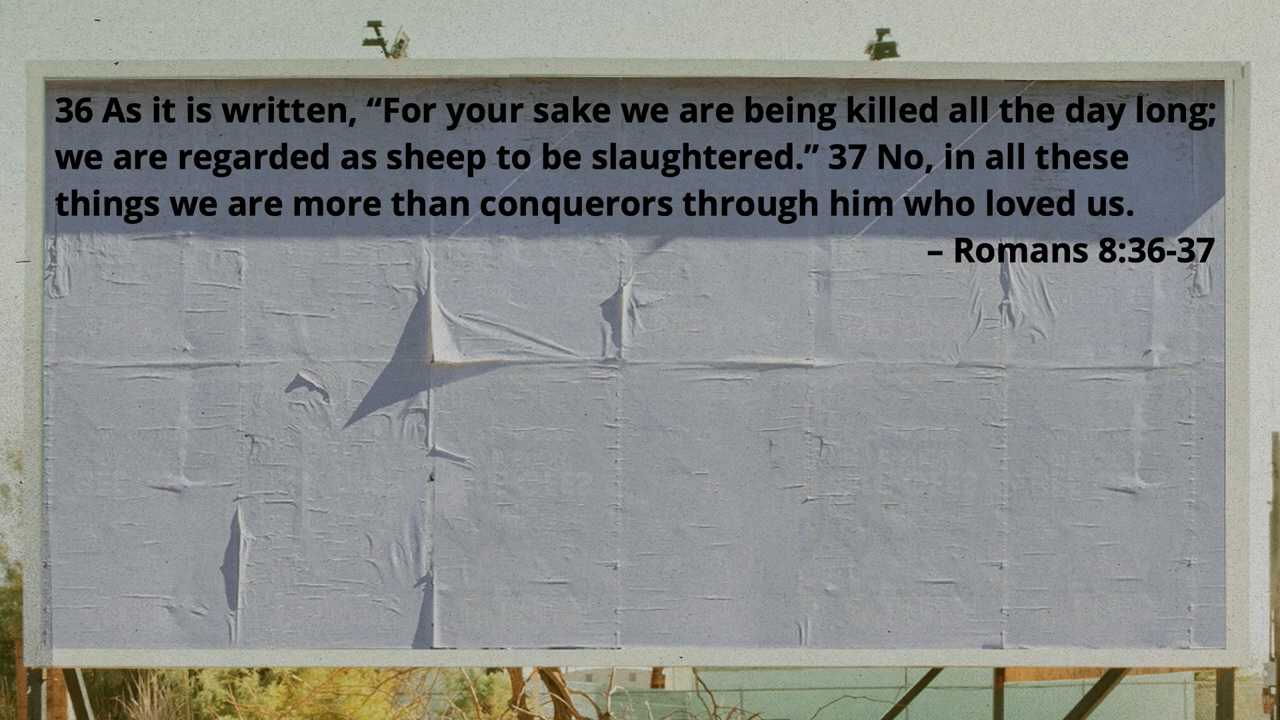 36 As it is written, “For your sake we are being killed all the day long;
we are regarded as sheep to be slaughtered.” 37 No, in all these
things we are more than conquerors through him who loved us.
– Romans 8:36-37